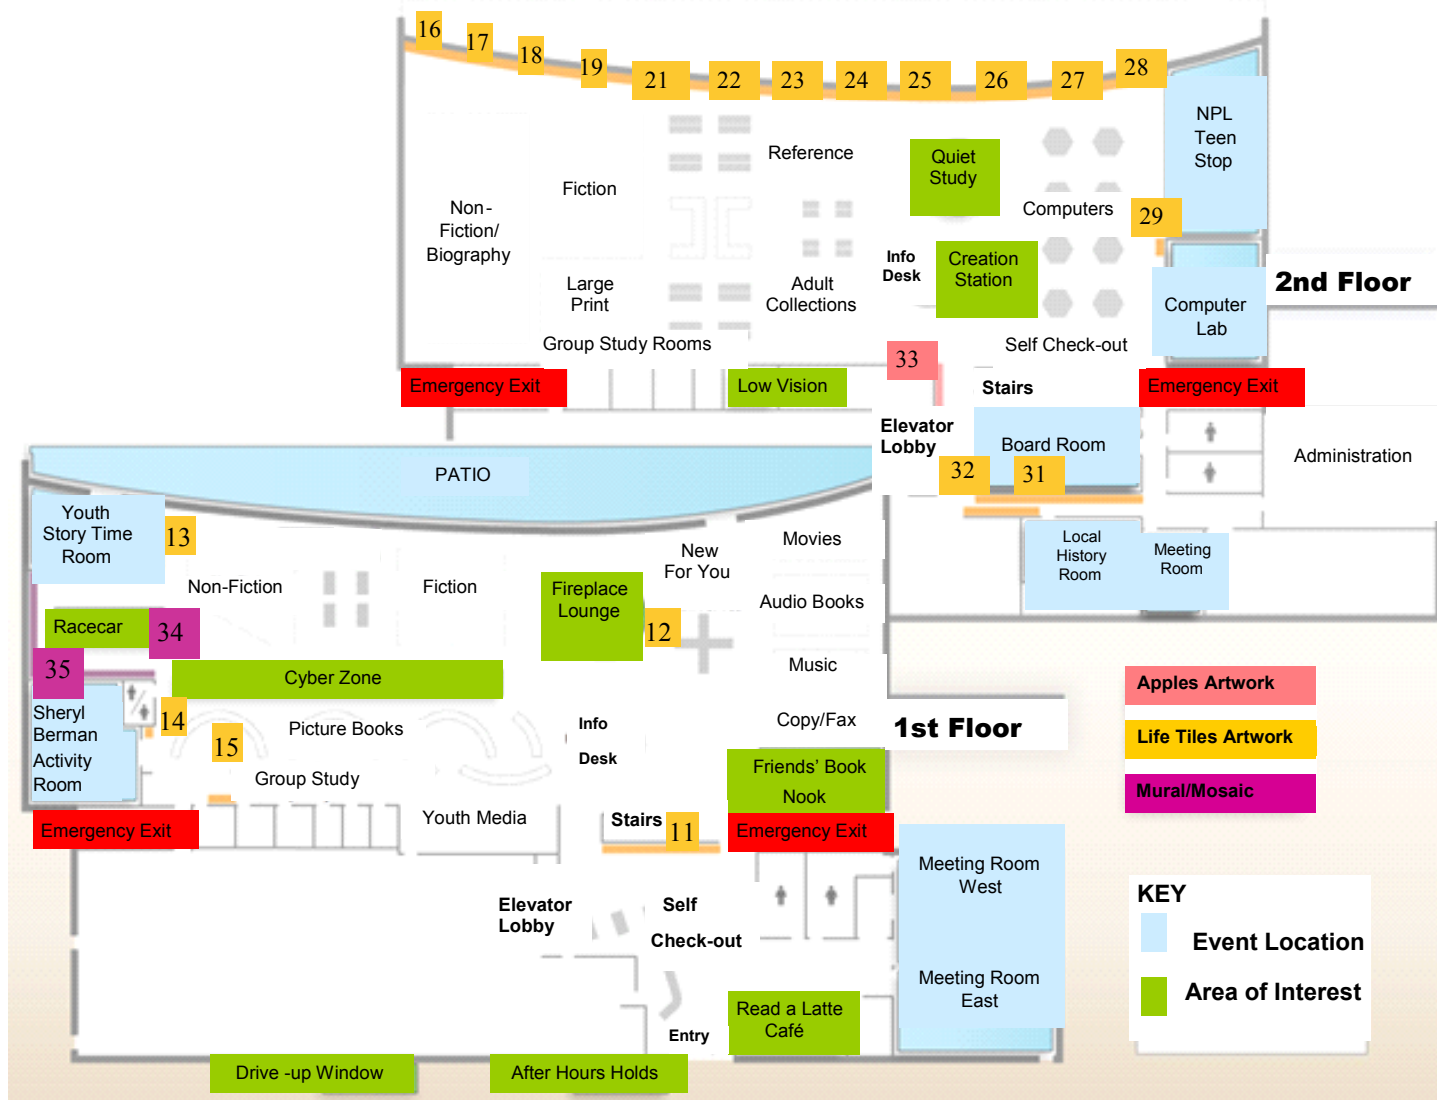 16
17
18
19
21
22
23
24
25
26
27
28
NPL
Teen
Stop
Reference
Quiet
Study
Fiction
Non-
Fiction/
Biography
Computers
29
Info
Desk
Creation
Station
2nd Floor
Large
Print
Adult
Collections
Computer
Lab
Group Study Rooms
33
Self Check-out
Emergency Exit
Low Vision
Stairs
Emergency Exit
Elevator
Lobby
Board Room
Administration
32
31
PATIO
Youth
Story Time
Room
13
Movies
Local
History
Room
Meeting
Room
New
For You
Non-Fiction
Fiction
Fireplace
Lounge
Audio Books
Racecar
34
12
35
Cyber Zone
Music
Apples Artwork
Sheryl
Berman
Activity
Room
14
15
Picture Books
Info
Desk
Copy/Fax
1st Floor
Life Tiles Artwork
Group Study
Friends' Book
Nook
Mural/Mosaic
Emergency Exit
Youth Media
Stairs
11
Emergency Exit
Meeting Room
West
Elevator
Lobby
Self
Check-out
KEY
Event Location
Meeting Room
East
Area of Interest
Read a Latte
Café
Entry
Drive -up Window
After Hours Holds